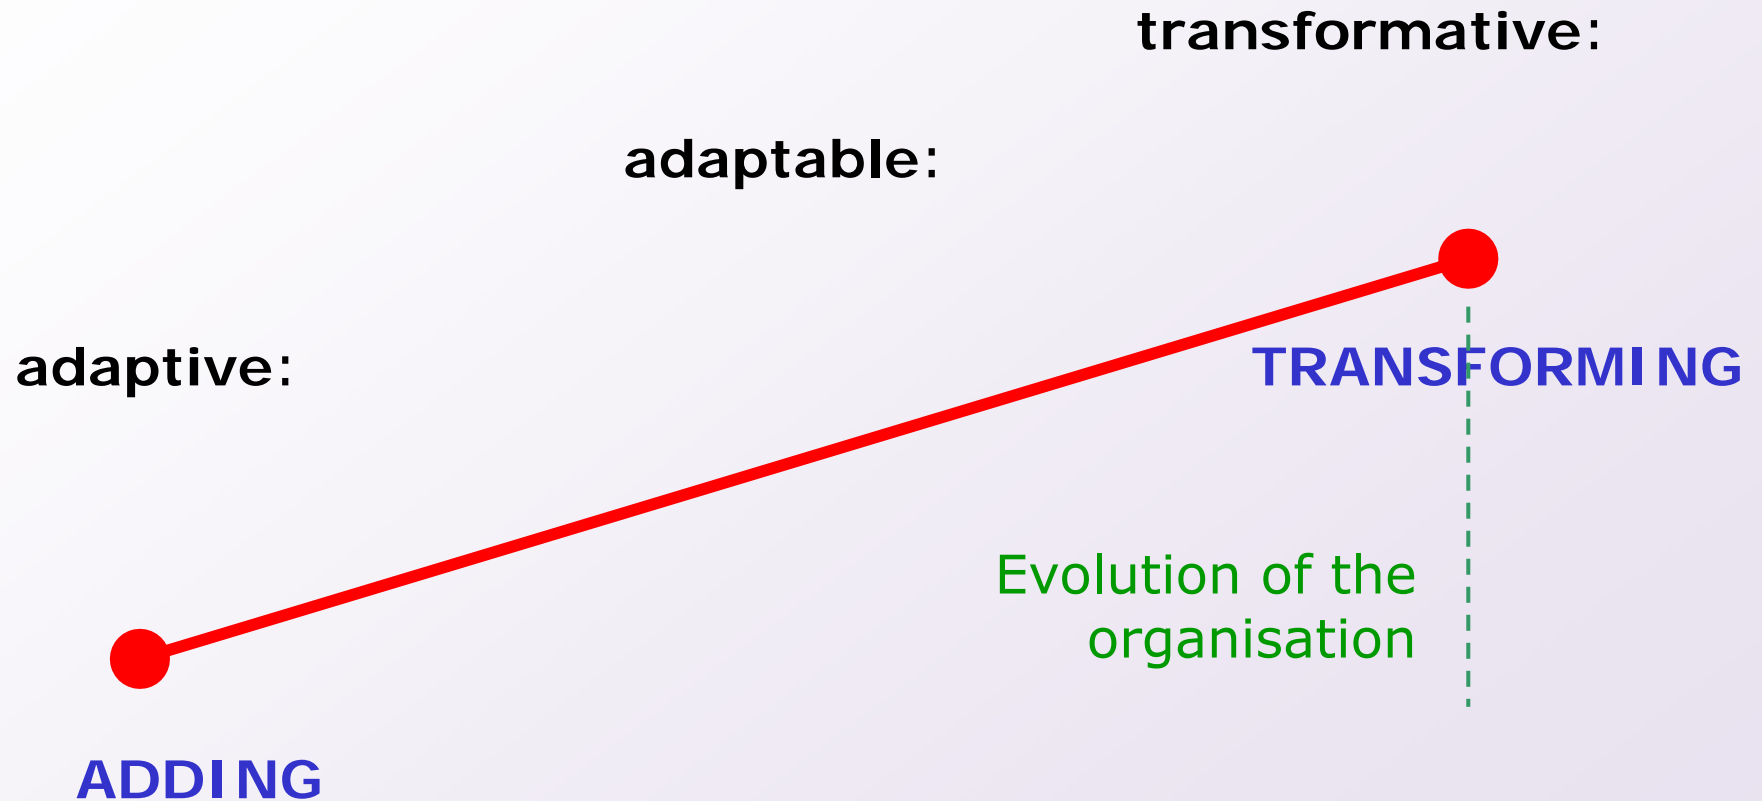 transformative:
adaptable:
adaptive:
TRANSFORMING
Evolution of the
organisation
ADDING